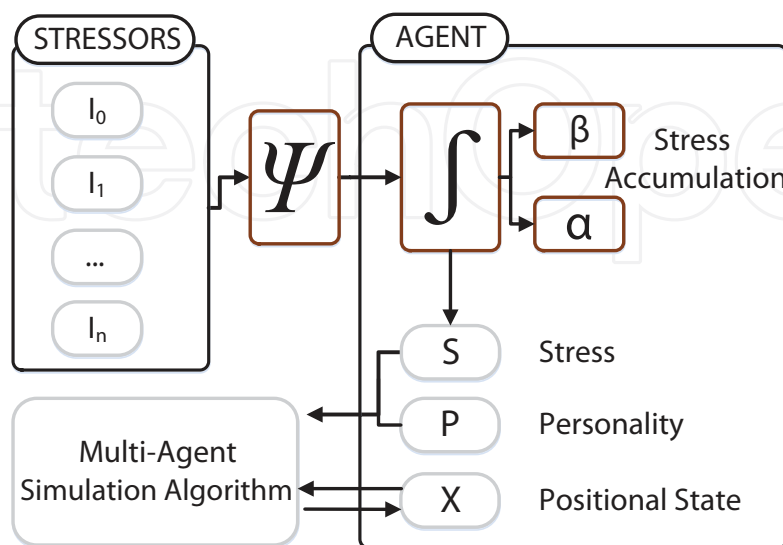 STRESSORS
I0
I1
...
In
Ψ
AGENT
∫
β
α
Stress
Accumulation
S
Stress
P
Personality
X
Positional State
Multi-Agent
Simulation Algorithm